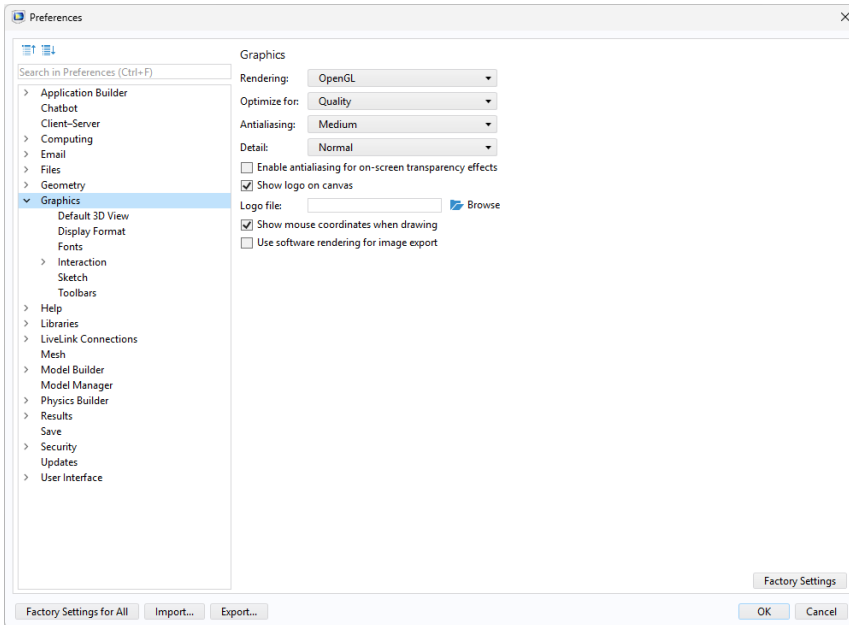 Preferences
Search in Preferences (Ctrl+F)
Application Builder
Chatbot
Client–Server
Computing
Email
Files
Geometry
Graphics
Default 3D View
Display Format
Fonts
Interaction
Sketch
Toolbars
Help
Libraries
LiveLink Connections
Mesh
Model Builder
Model Manager
Physics Builder
Results
Save
Security
Updates
User Interface
Graphics
Rendering: OpenGL
Optimize for: Quality
Antialiasing: Medium
Detail: Normal
Enable antialiasing for on-screen transparency effects
Show logo on canvas
Logo file: Browse
Show mouse coordinates when drawing
Use software rendering for image export
Factory Settings
Factory Settings for All Import... Export... OK Cancel